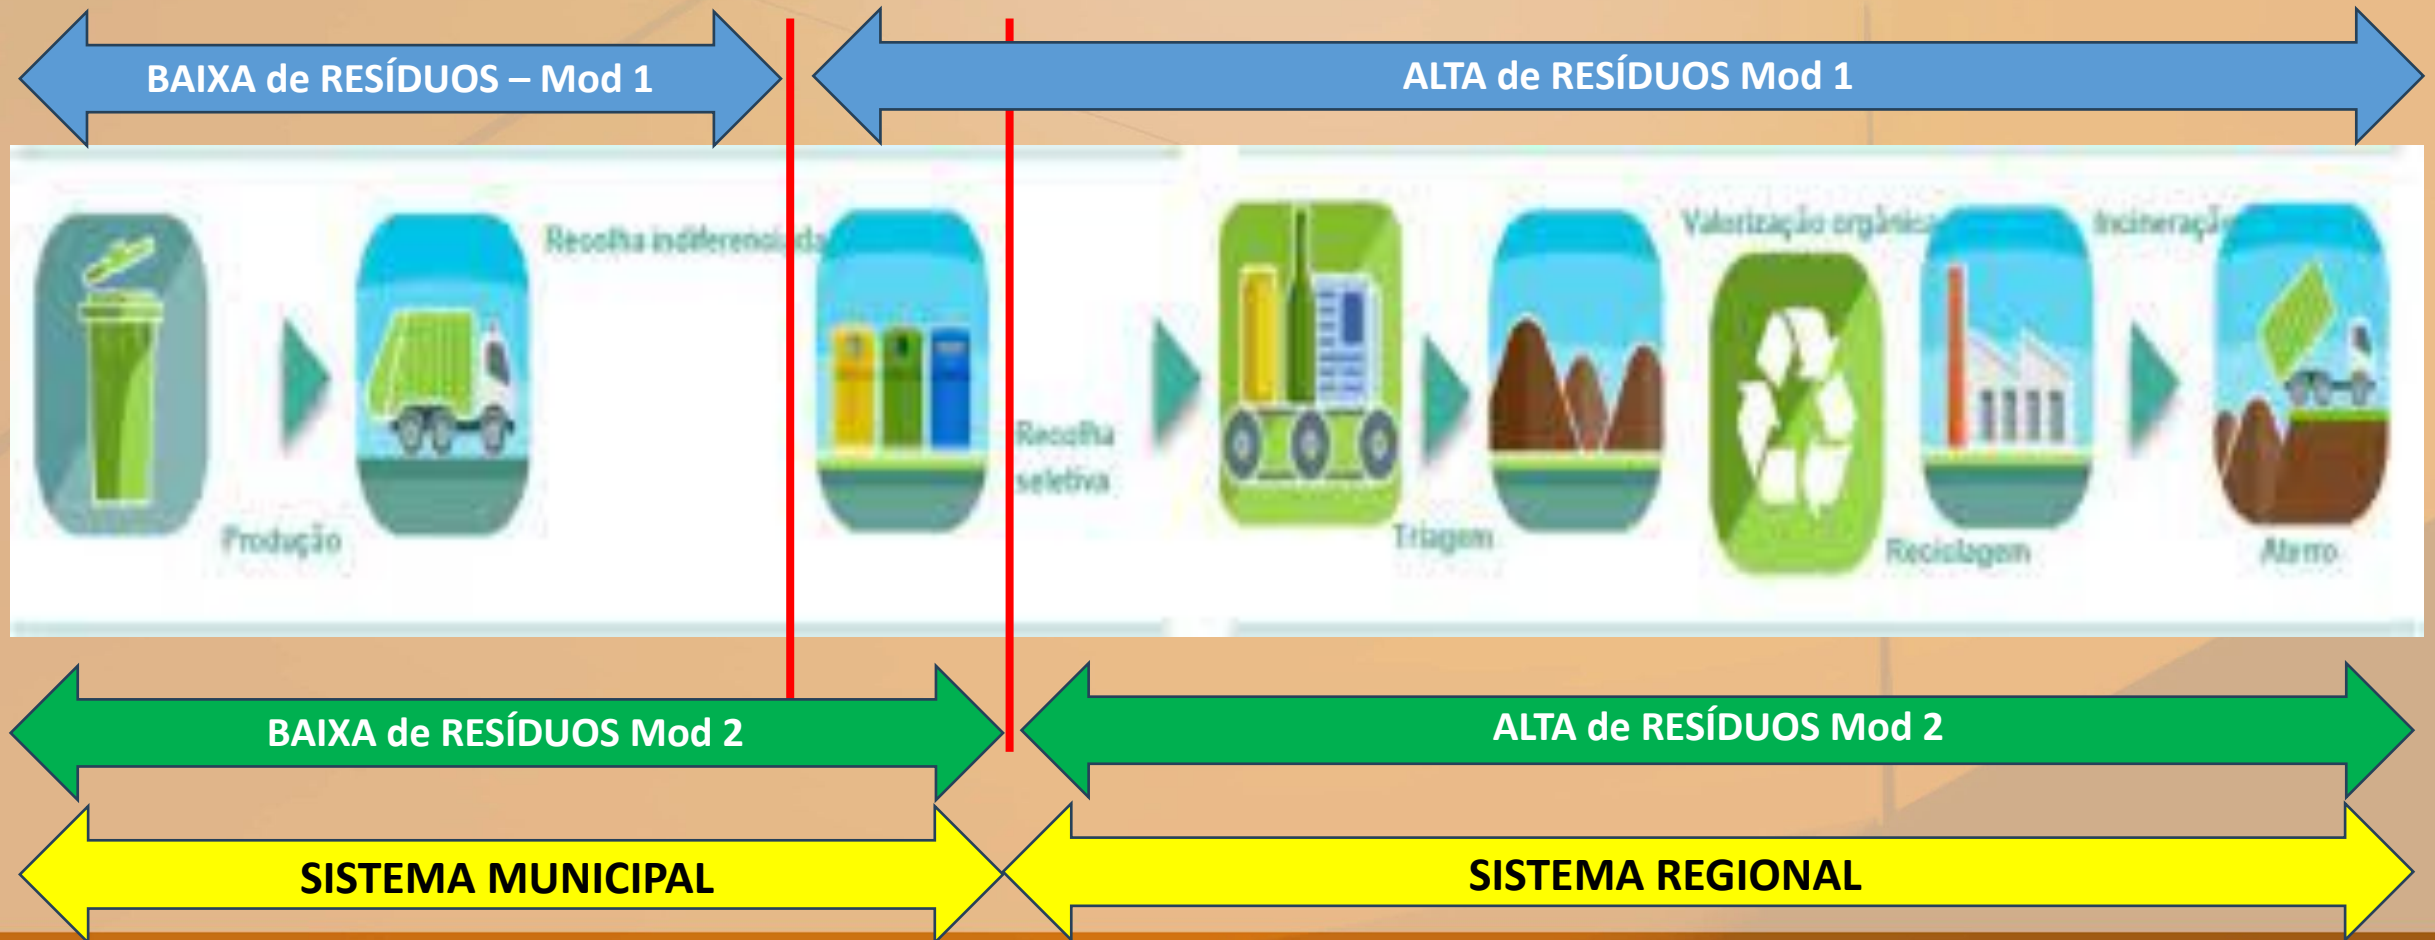 BAIXA de RESÍDUOS – Mod 1
ALTA de RESÍDUOS Mod 1
Recolha indiferenciada
Valorização orgânica
Incineração
Recolha
seletiva
Produção
Triagem
Reciclagem
Aterro
BAIXA de RESÍDUOS Mod 2
ALTA de RESÍDUOS Mod 2
SISTEMA MUNICIPAL
SISTEMA REGIONAL